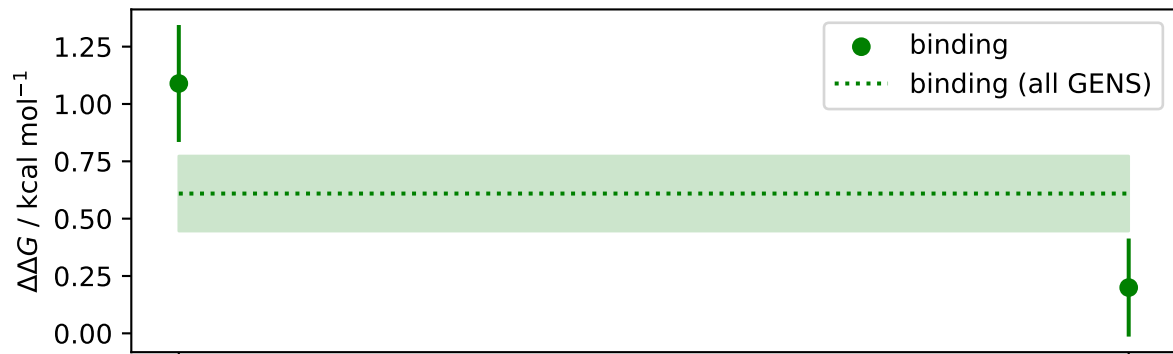 1.25
1.00
0.75
0.50
0.25
0.00
ΔΔG / kcal mol⁻¹
binding
binding (all GENS)